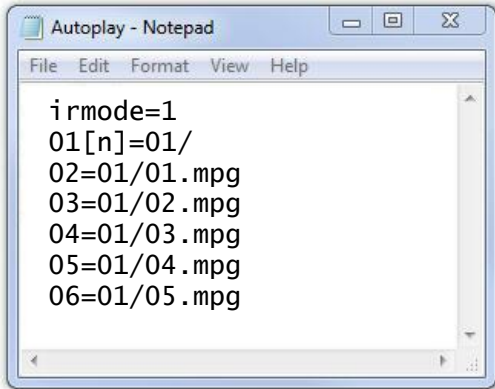 Autoplay - Notepad
File Edit Format View Help
irmode=1
01[n]=01/
02=01/01.mpg
03=01/02.mpg
04=01/03.mpg
05=01/04.mpg
06=01/05.mpg